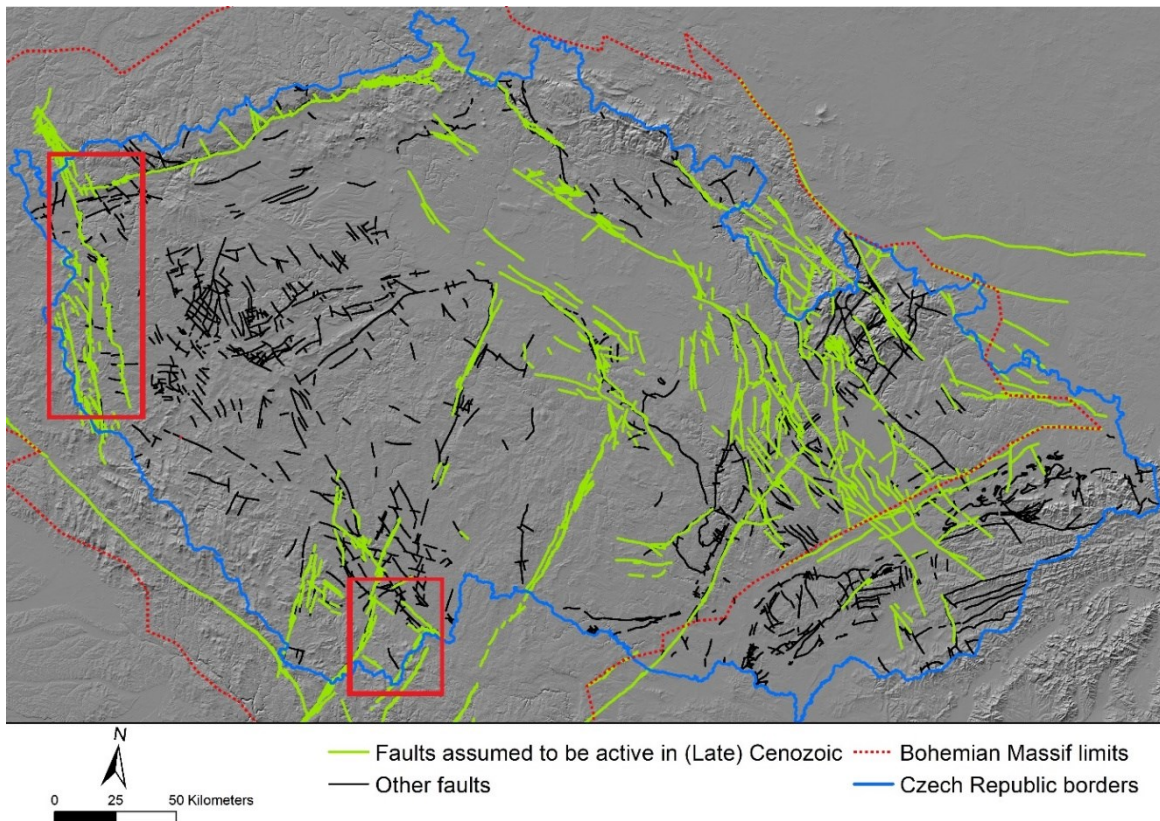 N
0 25 50 Kilometers
Faults assumed to be active in (Late) Cenozoic
Other faults
Bohemian Massif limits
Czech Republic borders